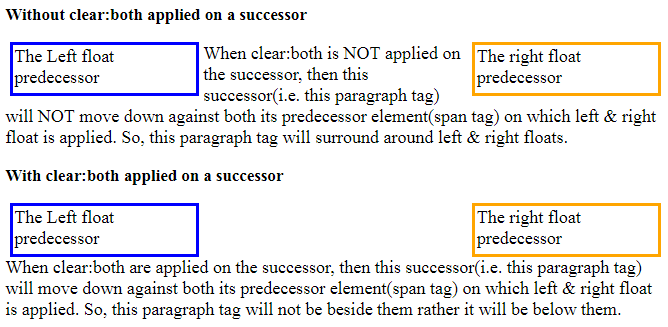 Without clear:both applied on a successor
The Left float
predecessor
When clear:both is NOT applied on
the successor, then this
successor(i.e. this paragraph tag)
The right float
predecessor
will NOT move down against both its predecessor element(span tag) on which left & right
float is applied. So, this paragraph tag will surround around left & right floats.
With clear:both applied on a successor
The Left float
predecessor
The right float
predecessor
When clear:both are applied on the successor, then this successor(i.e. this paragraph tag)
will move down against both its predecessor element(span tag) on which left & right float
is applied. So, this paragraph tag will not be beside them rather it will be below them.